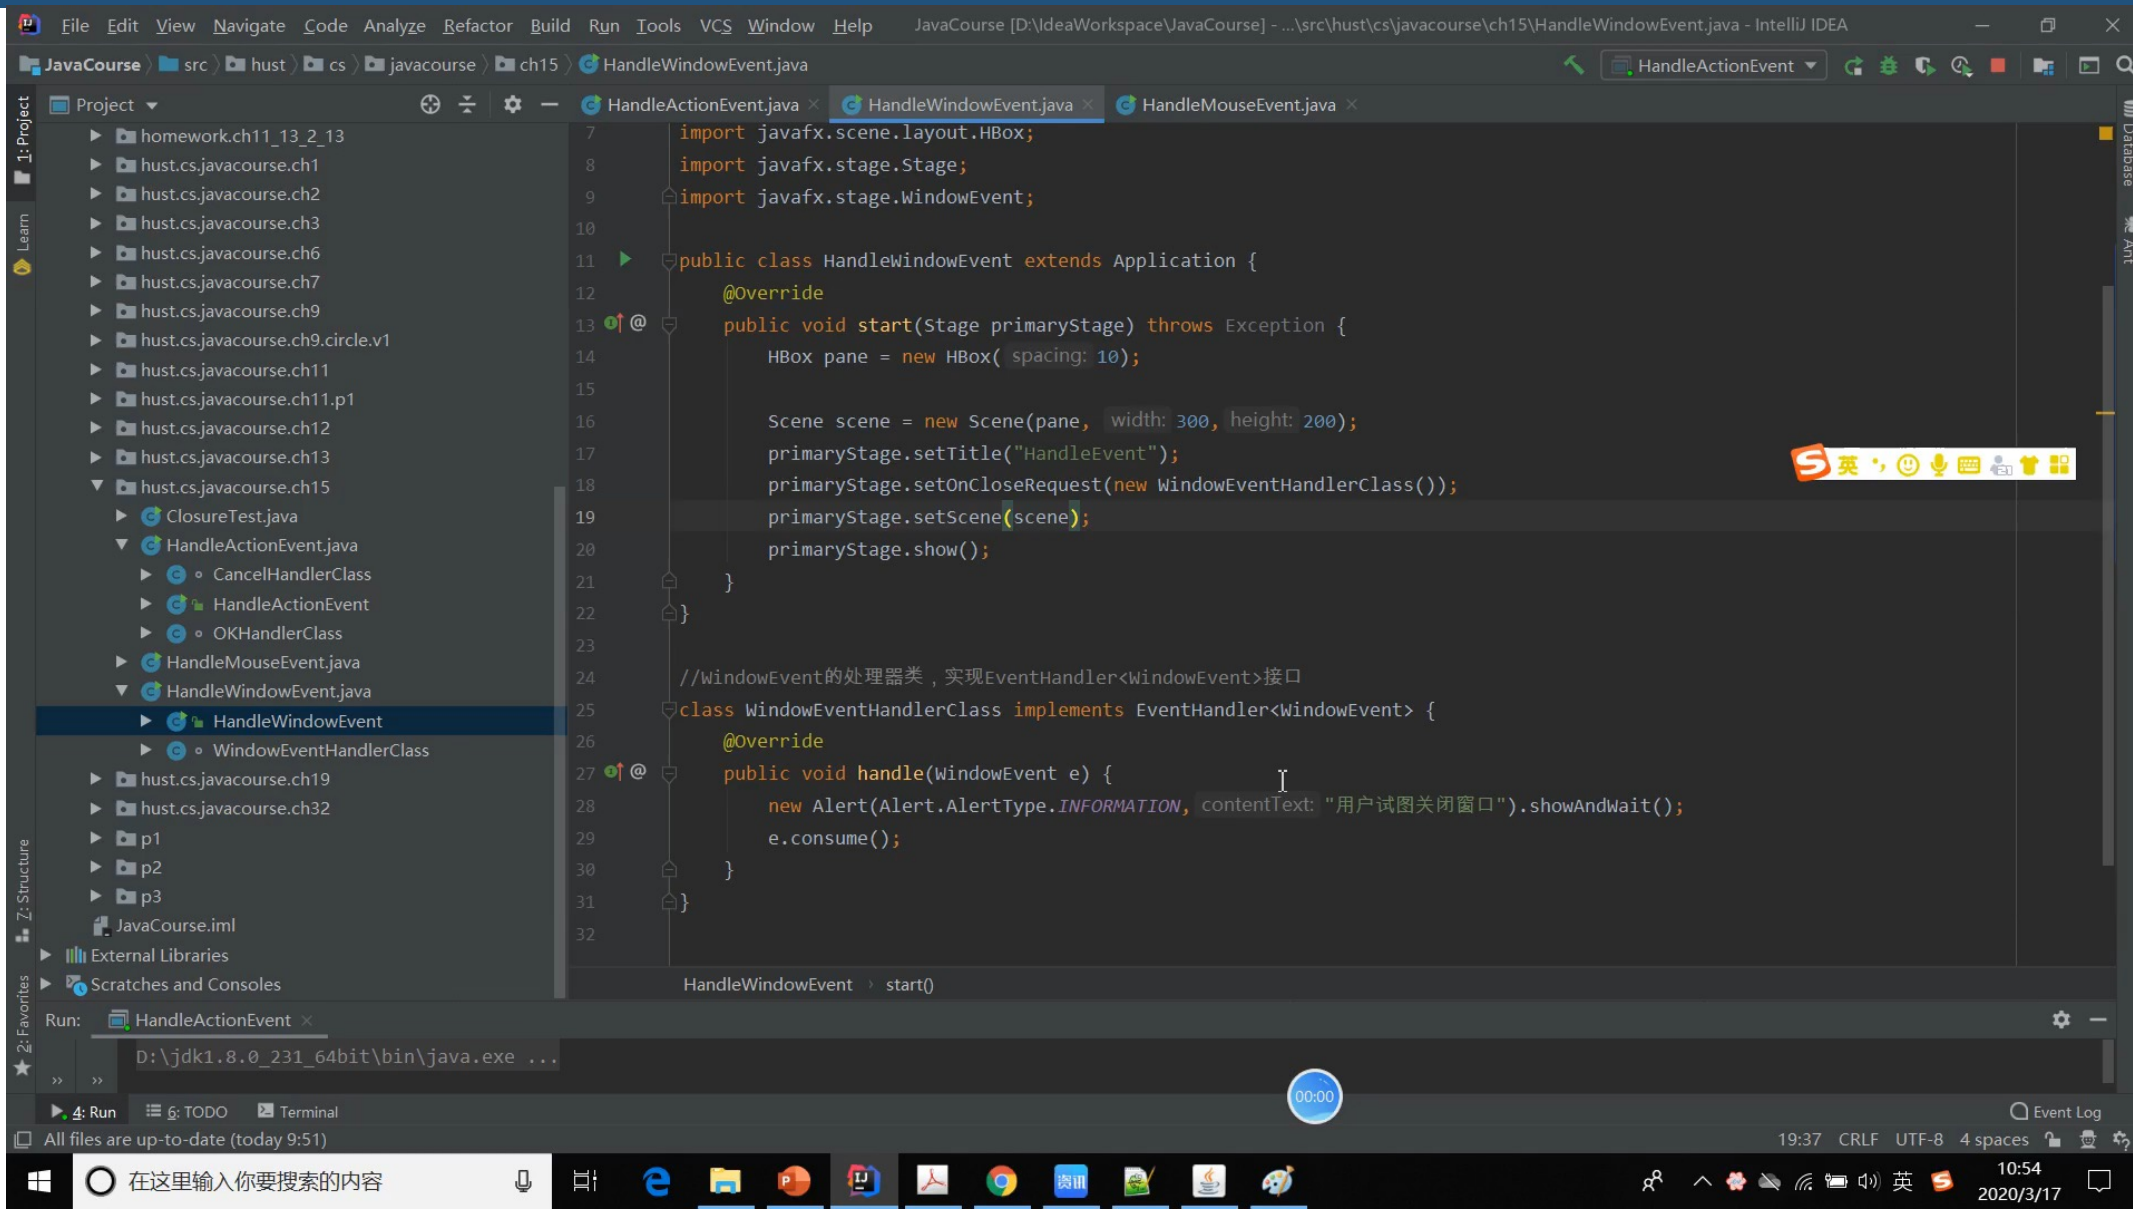 File Edit View Navigate Code Analyze Refactor Build Run Tools VCS Window Help JavaCourse [D:\IdeaWorkspace\JavaCourse] - ...\src\hust\cs\javacourse\ch15\HandleWindowEvent.java - IntelliJ IDEA
JavaCourse src hust cs javacourse ch15 HandleWindowEvent.java HandleActionEvent
Project HandleActionEvent.java HandleWindowEvent.java HandleMouseEvent.java
1: Project
Learn
7: Structure
2: Favorites
homework.ch11_13_2_13
hust.cs.javacourse.ch1
hust.cs.javacourse.ch2
hust.cs.javacourse.ch3
hust.cs.javacourse.ch6
hust.cs.javacourse.ch7
hust.cs.javacourse.ch9
hust.cs.javacourse.ch9.circle.v1
hust.cs.javacourse.ch11
hust.cs.javacourse.ch11.p1
hust.cs.javacourse.ch12
hust.cs.javacourse.ch13
hust.cs.javacourse.ch15
ClosureTest.java
HandleActionEvent.java
CancelHandlerClass
HandleActionEvent
OKHandlerClass
HandleMouseEvent.java
HandleWindowEvent.java
HandleWindowEvent
WindowEventHandlerClass
hust.cs.javacourse.ch19
hust.cs.javacourse.ch32
p1
p2
p3
JavaCourse.iml
External Libraries
Scratches and Consoles
7 import javafx.scene.layout.HBox;
8 import javafx.stage.Stage;
9 import javafx.stage.WindowEvent;
10
11 public class HandleWindowEvent extends Application {
12 @Override
13 public void start(Stage primaryStage) throws Exception {
14 HBox pane = new HBox( spacing: 10);
15
16 Scene scene = new Scene(pane, width: 300, height: 200);
17 primaryStage.setTitle("HandleEvent");
18 primaryStage.setOnCloseRequest(new WindowEventHandlerClass());
19 primaryStage.setScene(scene);
20 primaryStage.show();
21 }
22 }
23
24 //WindowEvent的处理器类，实现EventHandler<WindowEvent>接口
25 class WindowEventHandlerClass implements EventHandler<WindowEvent> {
26 @Override
27 public void handle(WindowEvent e) {
28 new Alert(Alert.AlertType.INFORMATION, contentText: "用户试图关闭窗口").showAndWait();
29 e.consume();
30 }
31 }
32
HandleWindowEvent › start()
Database
Ant
英
Run: HandleActionEvent
D:\jdk1.8.0_231_64bit\bin\java.exe ...
00:00
4: Run 6: TODO Terminal Event Log
All files are up-to-date (today 9:51) 19:37 CRLF UTF-8 4 spaces
在这里输入你要搜索的内容 资讯 英 10:54
2020/3/17